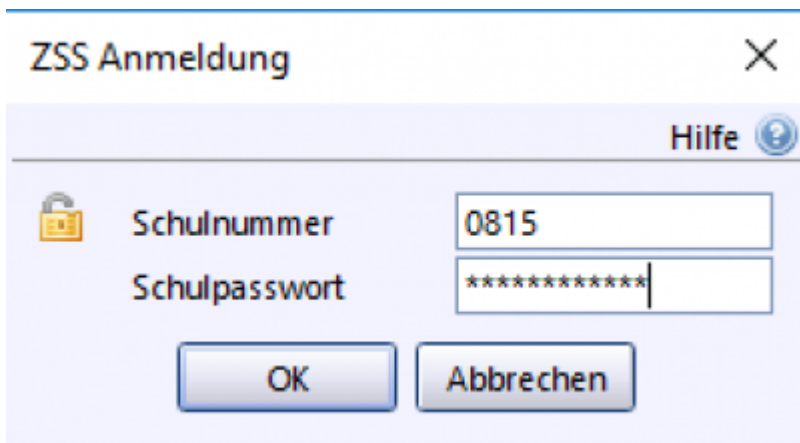 ZSS Anmeldung
Hilfe
Schulnummer 0815
Schulpasswort ************
OK Abbrechen